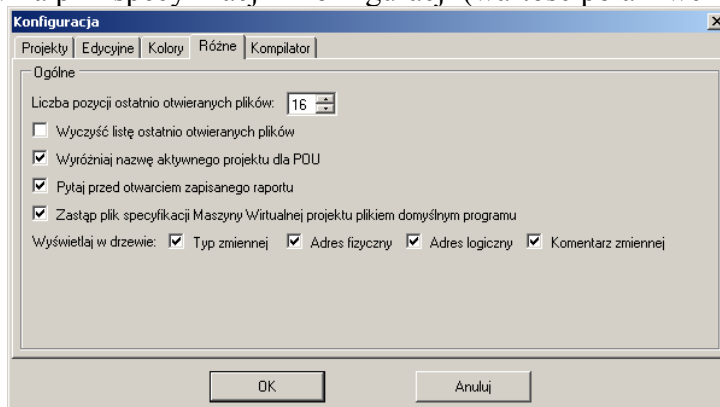 Konfiguracja
Projekty Edycyjne Kolory Różne Kompilator
Ogólne
Liczba pozycji ostatnio otwieranych plików: 16
Wyczyść listę ostatnio otwieranych plików
Wyróżniaj nazwę aktywnego projektu dla POU
Pytaj przed otwarciem zapisanego raportu
Zastąp plik specyfikacji Maszyny Wirtualnej projektu plikiem domyślnym programu
Wyświetlaj w drzewie: Typ zmiennej Adres fizyczny Adres logiczny Komentarz zmiennej
OK Anuluj